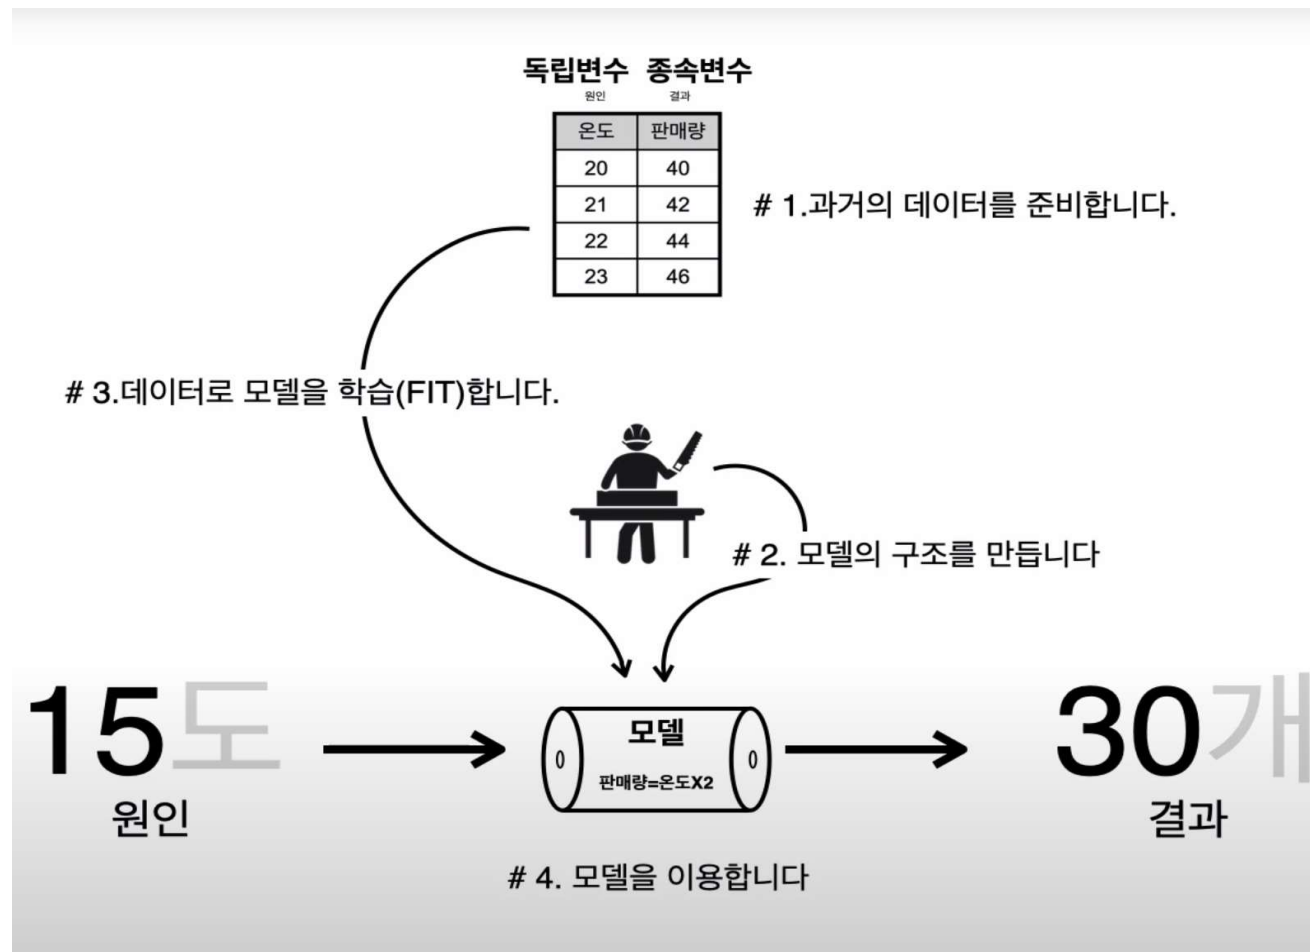 독립변수 종속변수
원인 결과
온도 판매량
20 40
21 42
22 44
23 46
# 1.과거의 데이터를 준비합니다.
# 3.데이터로 모델을 학습(FIT)합니다.
# 2. 모델의 구조를 만듭니다
15도
원인
모델
판매량=온도X2
30개
결과
# 4. 모델을 이용합니다